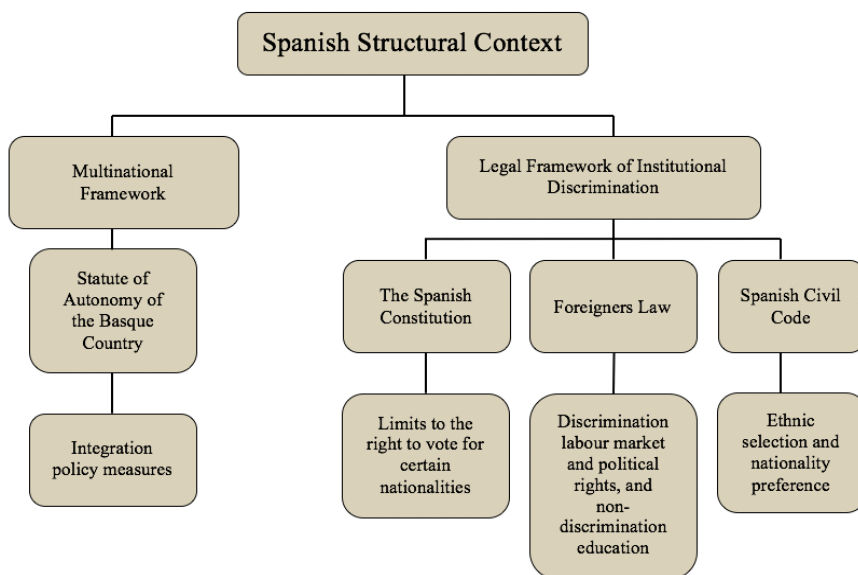 Spanish Structural Context
Multinational
Framework
Legal Framework of Institutional
Discrimination
Statute of
Autonomy of
the Basque
Country
The Spanish
Constitution
Foreigners Law
Spanish Civil
Code
Integration
policy measures
Limits to the
right to vote for
certain
nationalities
Discrimination
labour market
and political
rights, and
non-
discrimination
education
Ethnic
selection and
nationality
preference